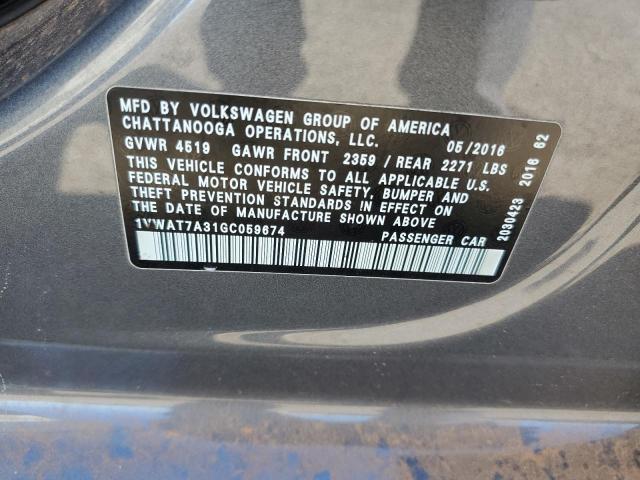 MFD BY VOLKSWAGEN GROUP OF AMERICA
CHATTANOOGA OPERATIONS, LLC. 05/2016
GVWR 4519 GAWR FRONT 2359 / REAR 2271 LBS
THIS VEHICLE CONFORMS TO ALL APPLICABLE U.S.
FEDERAL MOTOR VEHICLE SAFETY, BUMPER AND
THEFT PREVENTION STANDARDS IN EFFECT ON
THE DATE OF MANUFACTURE SHOWN ABOVE
1VWAT7A31GC059674 PASSENGER CAR
2030423 2016 62